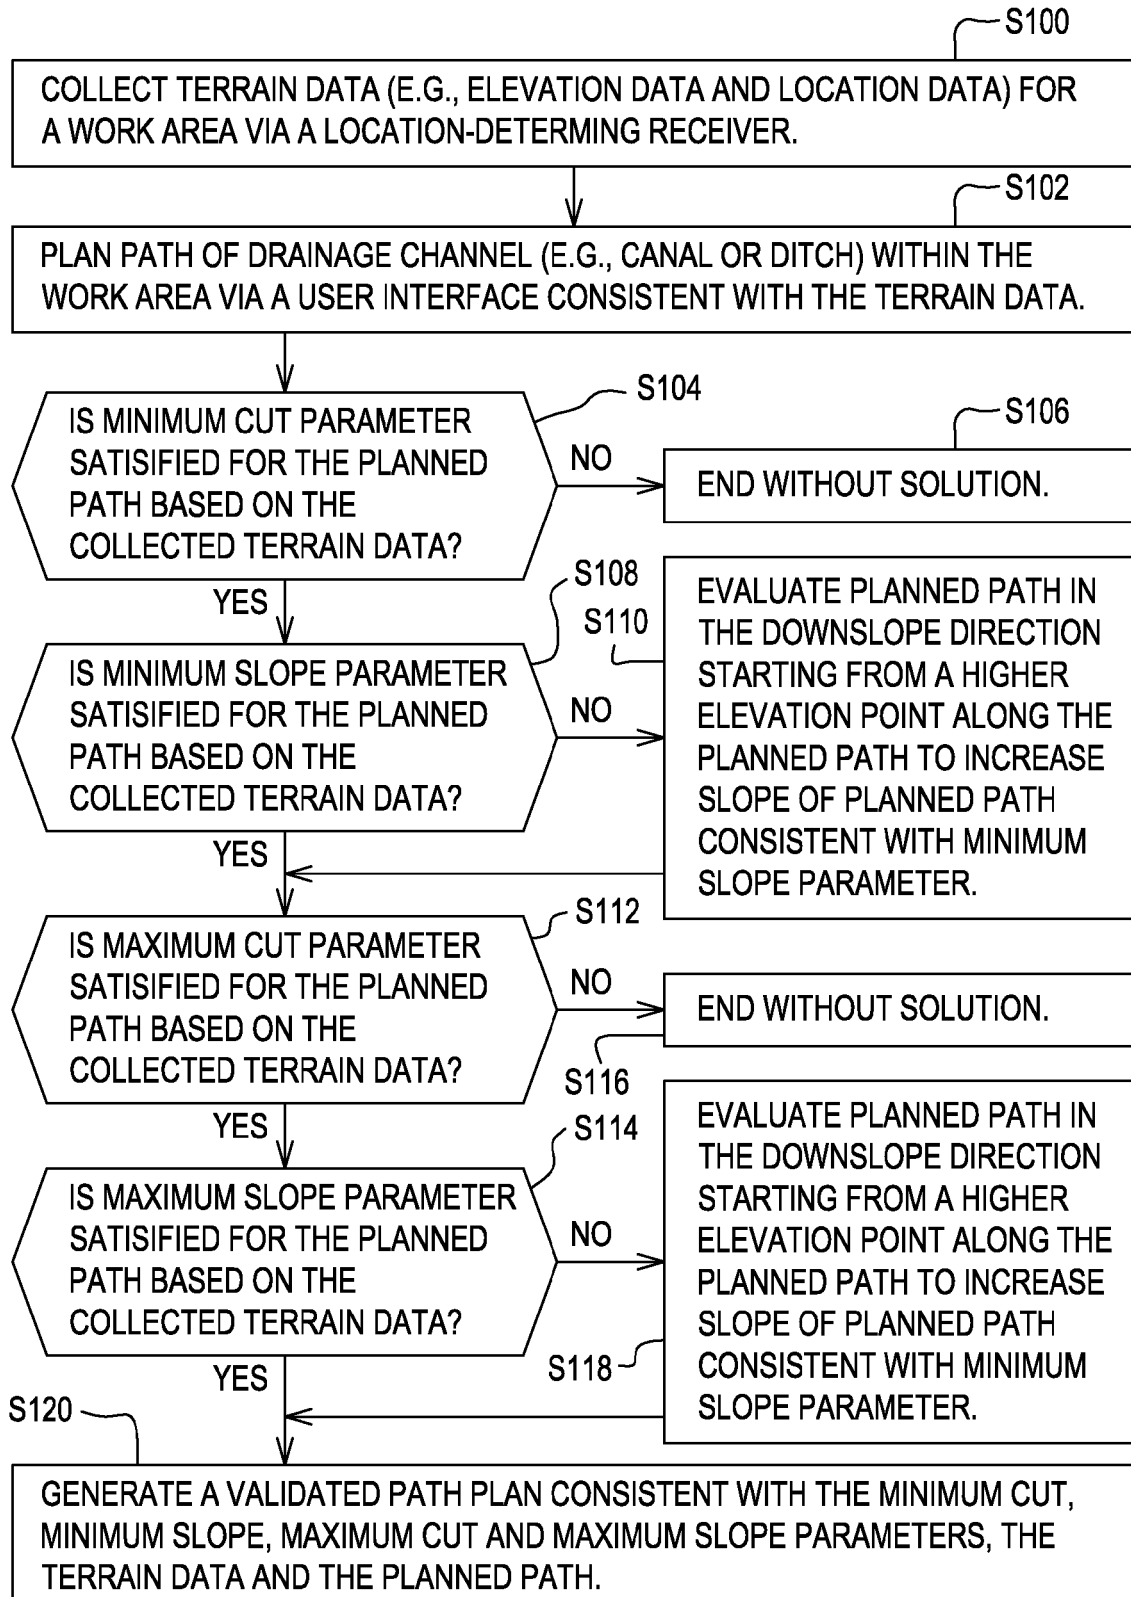 S100
COLLECT TERRAIN DATA (E.G., ELEVATION DATA AND LOCATION DATA) FOR
A WORK AREA VIA A LOCATION-DETERMING RECEIVER.
S102
PLAN PATH OF DRAINAGE CHANNEL (E.G., CANAL OR DITCH) WITHIN THE
WORK AREA VIA A USER INTERFACE CONSISTENT WITH THE TERRAIN DATA.
S104
IS MINIMUM CUT PARAMETER
SATISIFIED FOR THE PLANNED
PATH BASED ON THE
COLLECTED TERRAIN DATA?
NO
S106
END WITHOUT SOLUTION.
YES
S108
IS MINIMUM SLOPE PARAMETER
SATISIFIED FOR THE PLANNED
PATH BASED ON THE
COLLECTED TERRAIN DATA?
NO
S110
EVALUATE PLANNED PATH IN
THE DOWNSLOPE DIRECTION
STARTING FROM A HIGHER
ELEVATION POINT ALONG THE
PLANNED PATH TO INCREASE
SLOPE OF PLANNED PATH
CONSISTENT WITH MINIMUM
SLOPE PARAMETER.
YES
S112
IS MAXIMUM CUT PARAMETER
SATISIFIED FOR THE PLANNED
PATH BASED ON THE
COLLECTED TERRAIN DATA?
NO
END WITHOUT SOLUTION.
S116
YES
S114
IS MAXIMUM SLOPE PARAMETER
SATISIFIED FOR THE PLANNED
PATH BASED ON THE
COLLECTED TERRAIN DATA?
NO
EVALUATE PLANNED PATH IN
THE DOWNSLOPE DIRECTION
STARTING FROM A HIGHER
ELEVATION POINT ALONG THE
PLANNED PATH TO INCREASE
SLOPE OF PLANNED PATH
CONSISTENT WITH MINIMUM
SLOPE PARAMETER.
S118
YES
S120
GENERATE A VALIDATED PATH PLAN CONSISTENT WITH THE MINIMUM CUT,
MINIMUM SLOPE, MAXIMUM CUT AND MAXIMUM SLOPE PARAMETERS, THE
TERRAIN DATA AND THE PLANNED PATH.